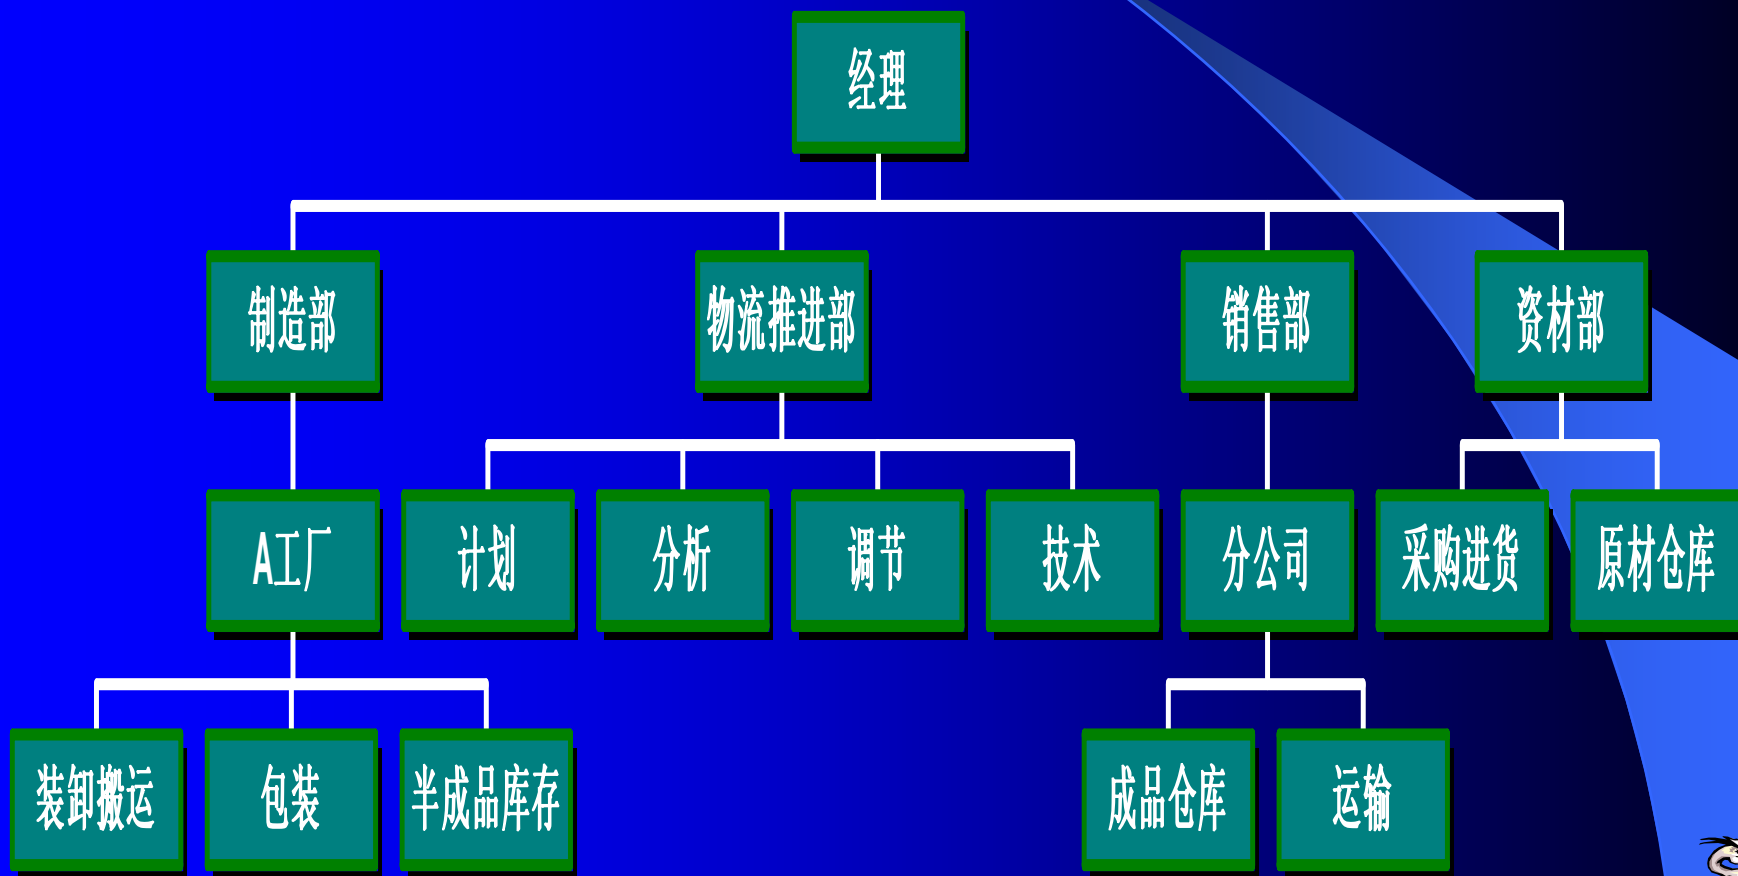 经理
制造部
物流推进部
销售部
资材部
A工厂
计划
分析
调节
技术
分公司
采购进货
原材仓库
装卸搬运
包装
半成品库存
成品仓库
运输